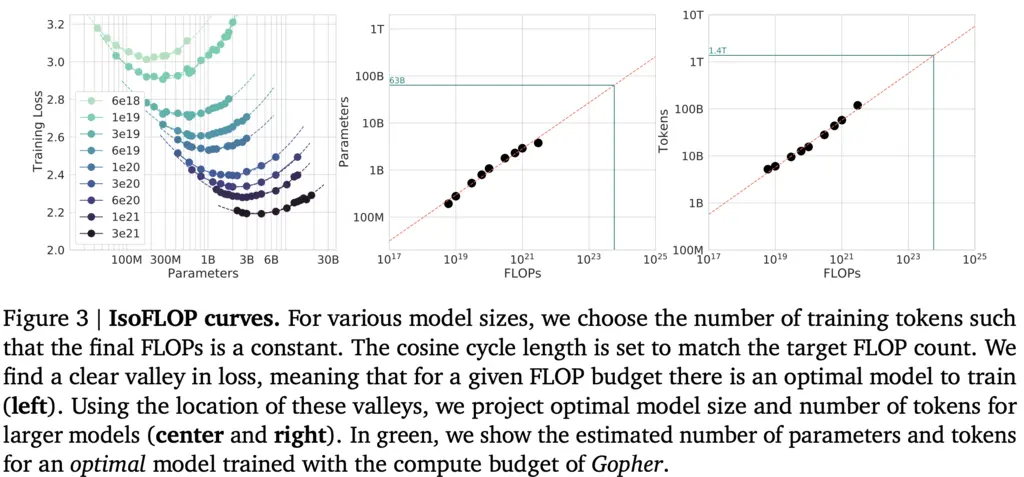 3.2
3.0
2.8
2.6
2.4
2.2
2.0
Training Loss
6e18
1e19
3e19
6e19
1e20
3e20
6e20
1e21
3e21
100M 300M 1B 3B 6B 30B
Parameters
1T
100B
10B
1B
100M
Parameters
63B
10^17 10^19 10^21 10^23 10^25
FLOPs
10T
1T
100B
10B
1B
100M
Tokens
1.4T
10^17 10^19 10^21 10^23 10^25
FLOPs
Figure 3 | IsoFLOP curves. For various model sizes, we choose the number of training tokens such
that the final FLOPs is a constant. The cosine cycle length is set to match the target FLOP count. We
find a clear valley in loss, meaning that for a given FLOP budget there is an optimal model to train
(left). Using the location of these valleys, we project optimal model size and number of tokens for
larger models (center and right). In green, we show the estimated number of parameters and tokens
for an optimal model trained with the compute budget of Gopher.